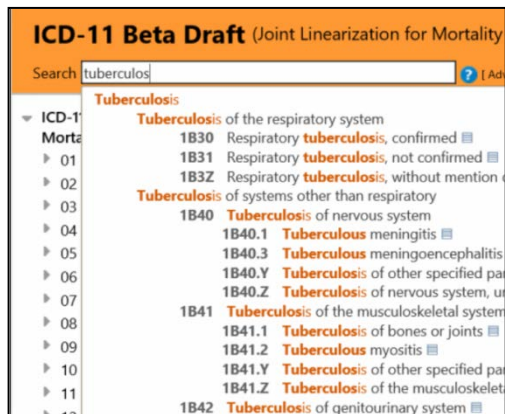 ICD-11 Beta Draft (Joint Linearization for Mortality
Search tuberculos ? [ Adv
Tuberculosis
ICD-1
Tuberculosis of the respiratory system
Morta
1B30 Respiratory tuberculosis, confirmed
01
1B31 Respiratory tuberculosis, not confirmed
02
1B3Z Respiratory tuberculosis, without mention
03
Tuberculosis of systems other than respiratory
04
1B40 Tuberculosis of nervous system
1B40.1 Tuberculous meningitis
05
1B40.3 Tuberculous meningoencephalitis
06
1B40.Y Tuberculosis of other specified par
07
1B40.Z Tuberculosis of nervous system, un
08
1B41 Tuberculosis of the musculoskeletal system
1B41.1 Tuberculosis of bones or joints
09
1B41.2 Tuberculous myositis
10
1B41.Y Tuberculosis of other specified par
11
1B41.Z Tuberculosis of the musculoskeleta
1B42 Tuberculosis of genitourinary system